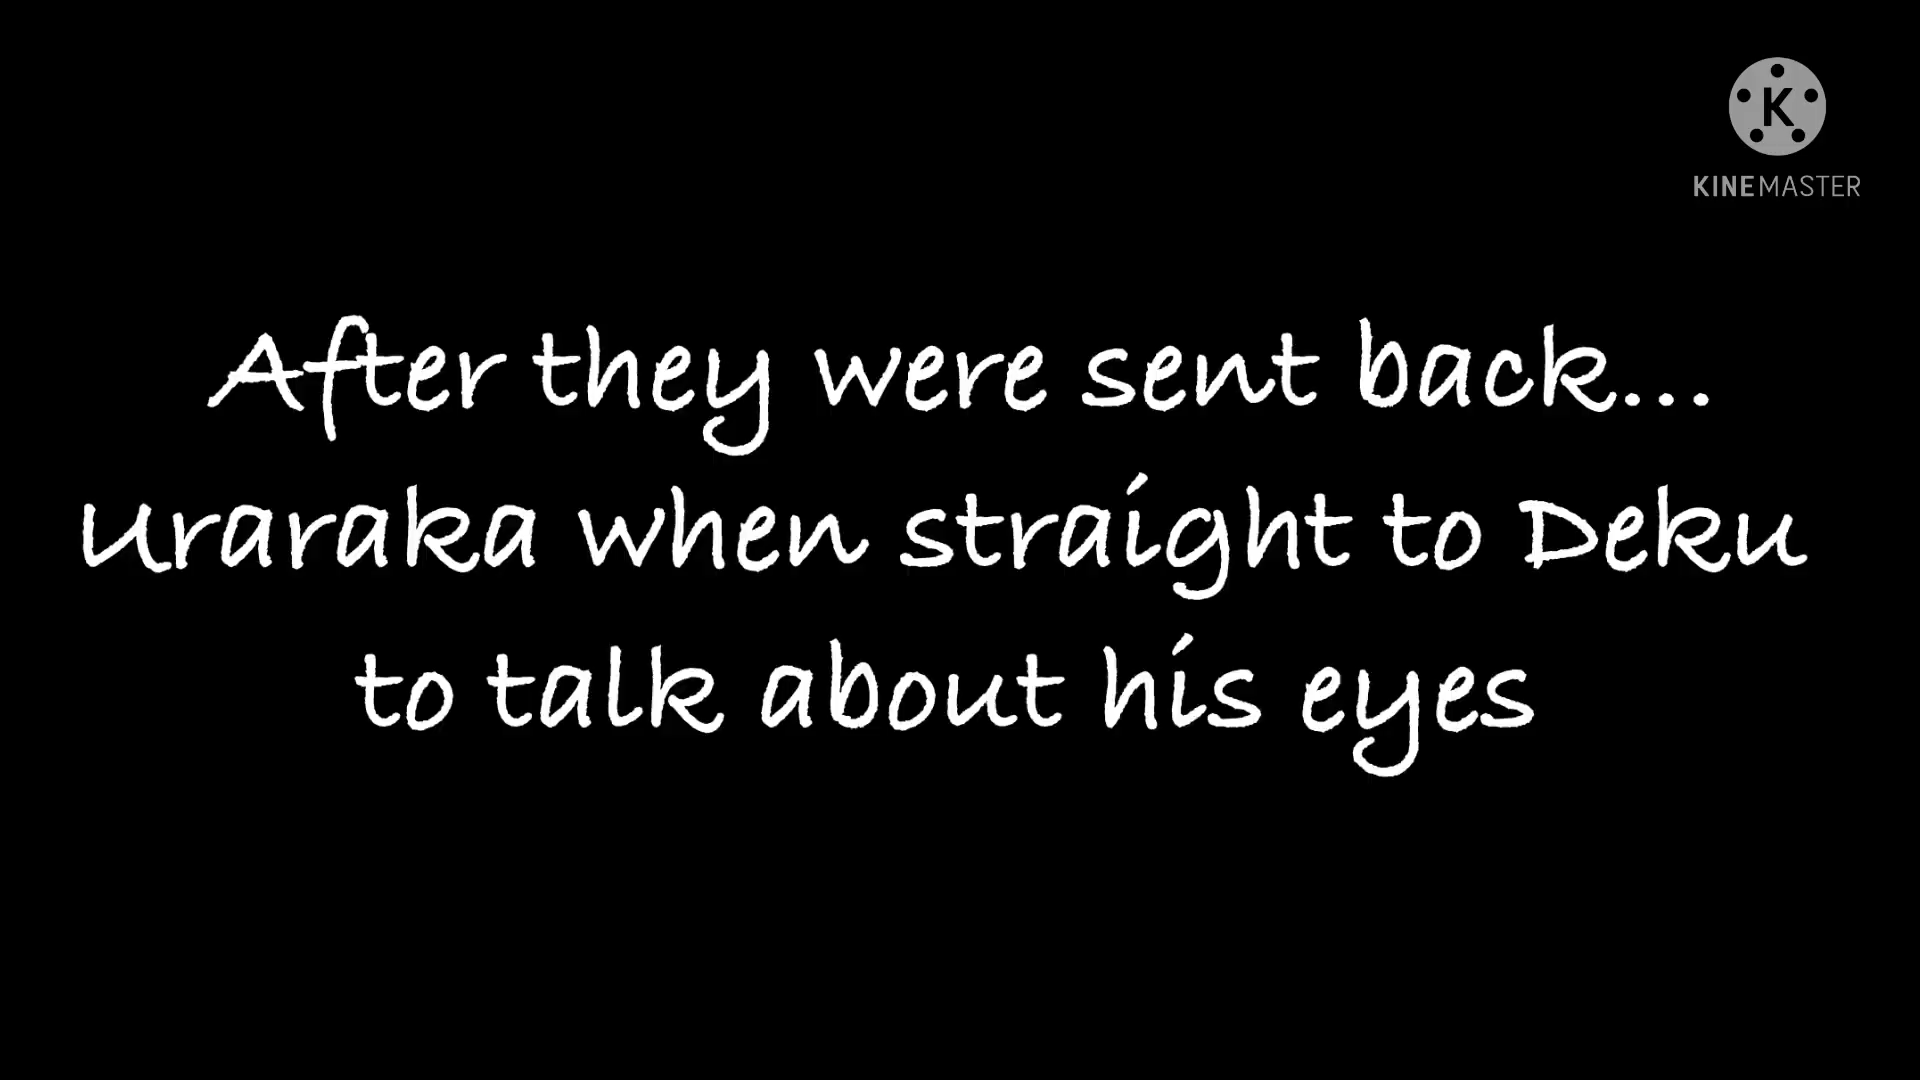 K
KINEMASTER
After they were sent back...
Uraraka when straight to Deku
to talk about his eyes